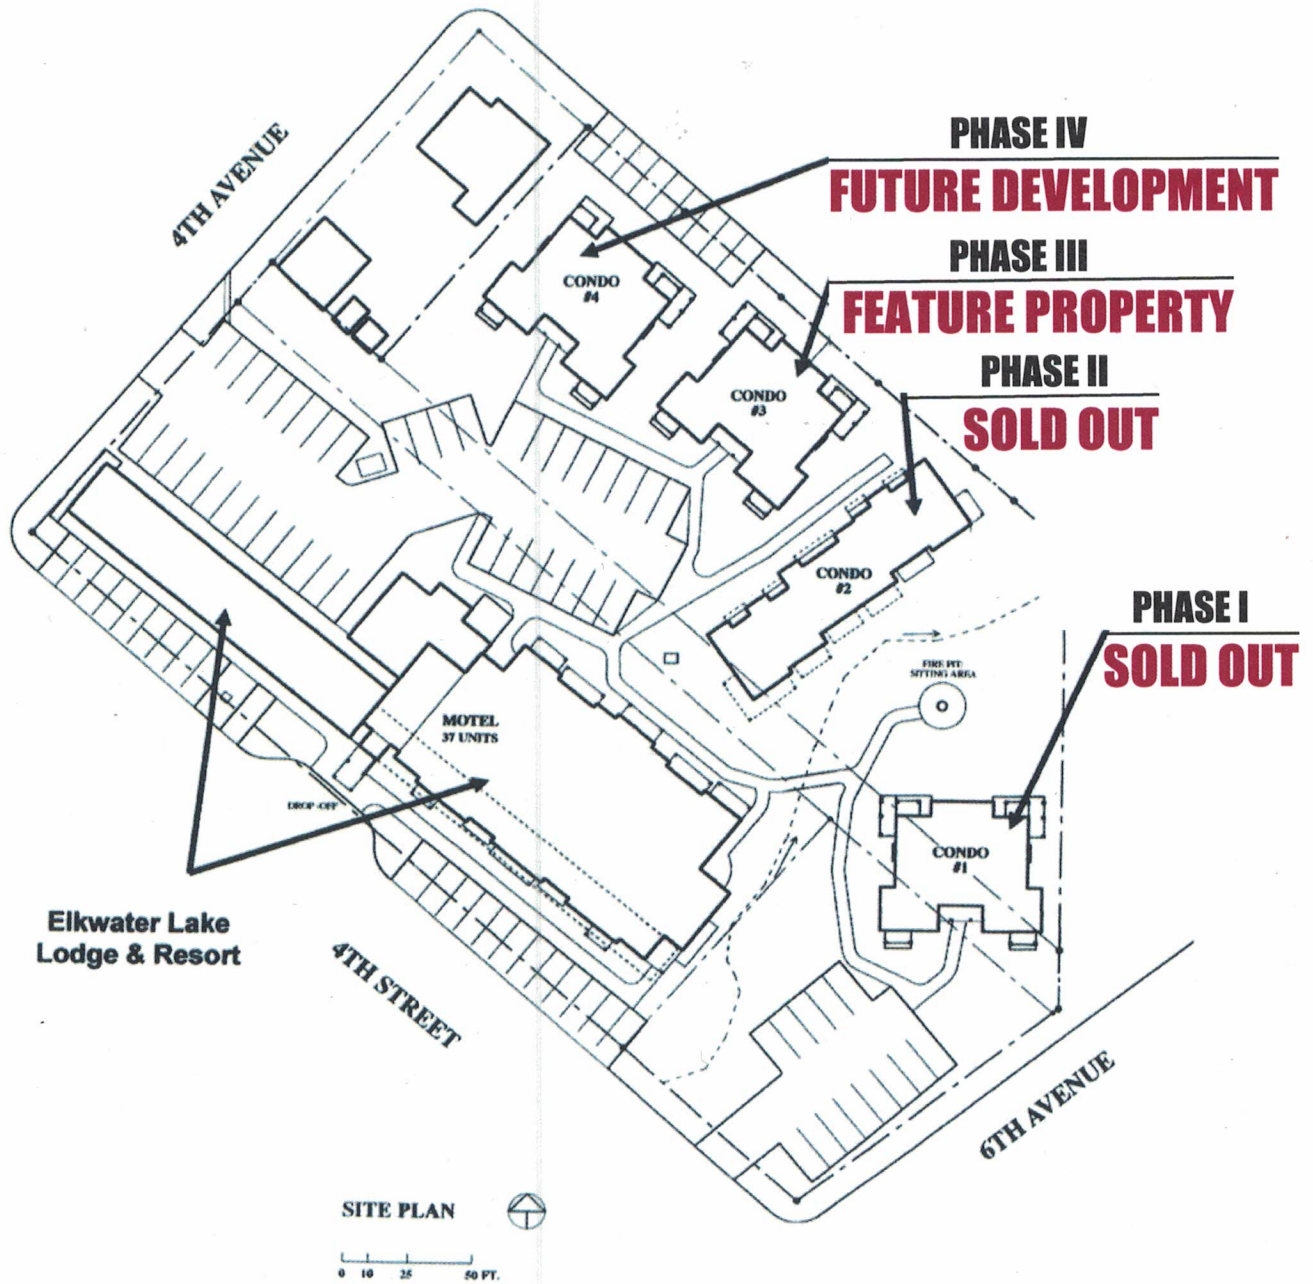 PHASE IV
FUTURE DEVELOPMENT
4TH AVENUE
PHASE III
FEATURE PROPERTY
CONDO
#4
PHASE II
SOLD OUT
CONDO
#3
CONDO
#2
PHASE I
SOLD OUT
FIRE PIT/
SITTING AREA
MOTEL
37 UNITS
DROP-OFF
CONDO
#1
Elkwater Lake
Lodge & Resort
4TH STREET
6TH AVENUE
SITE PLAN
0 10 25 50 FT.